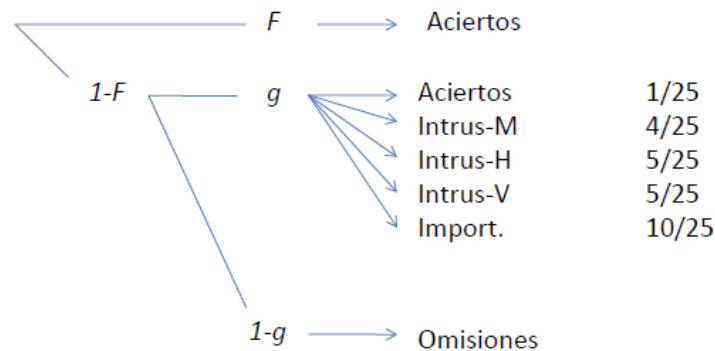 F Aciertos
1-F g Aciertos 1/25
Intrus-M 4/25
Intrus-H 5/25
Intrus-V 5/25
Import. 10/25
1-g Omisiones